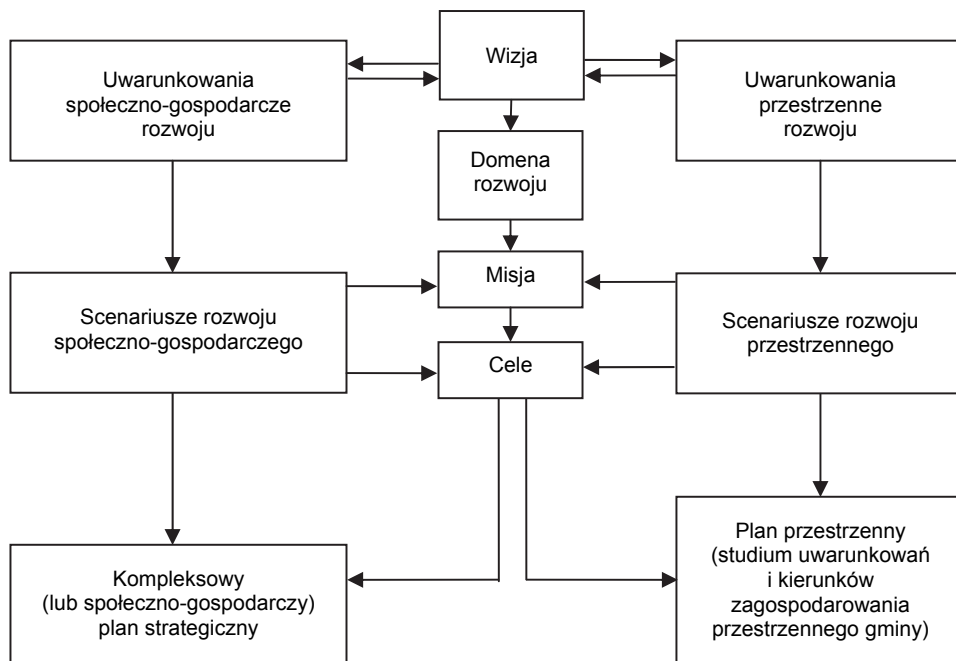 Uwarunkowania
społeczno-gospodarcze
rozwoju
Wizja
Uwarunkowania
przestrzenne
rozwoju
Domena
rozwoju
Misja
Scenariusze rozwoju
społeczno-gospodarczego
Cele
Scenariusze rozwoju
przestrzennego
Kompleksowy
(lub społeczno-gospodarczy)
plan strategiczny
Plan przestrzenny
(studium uwarunkowań
i kierunków
zagospodarowania
przestrzennego gminy)